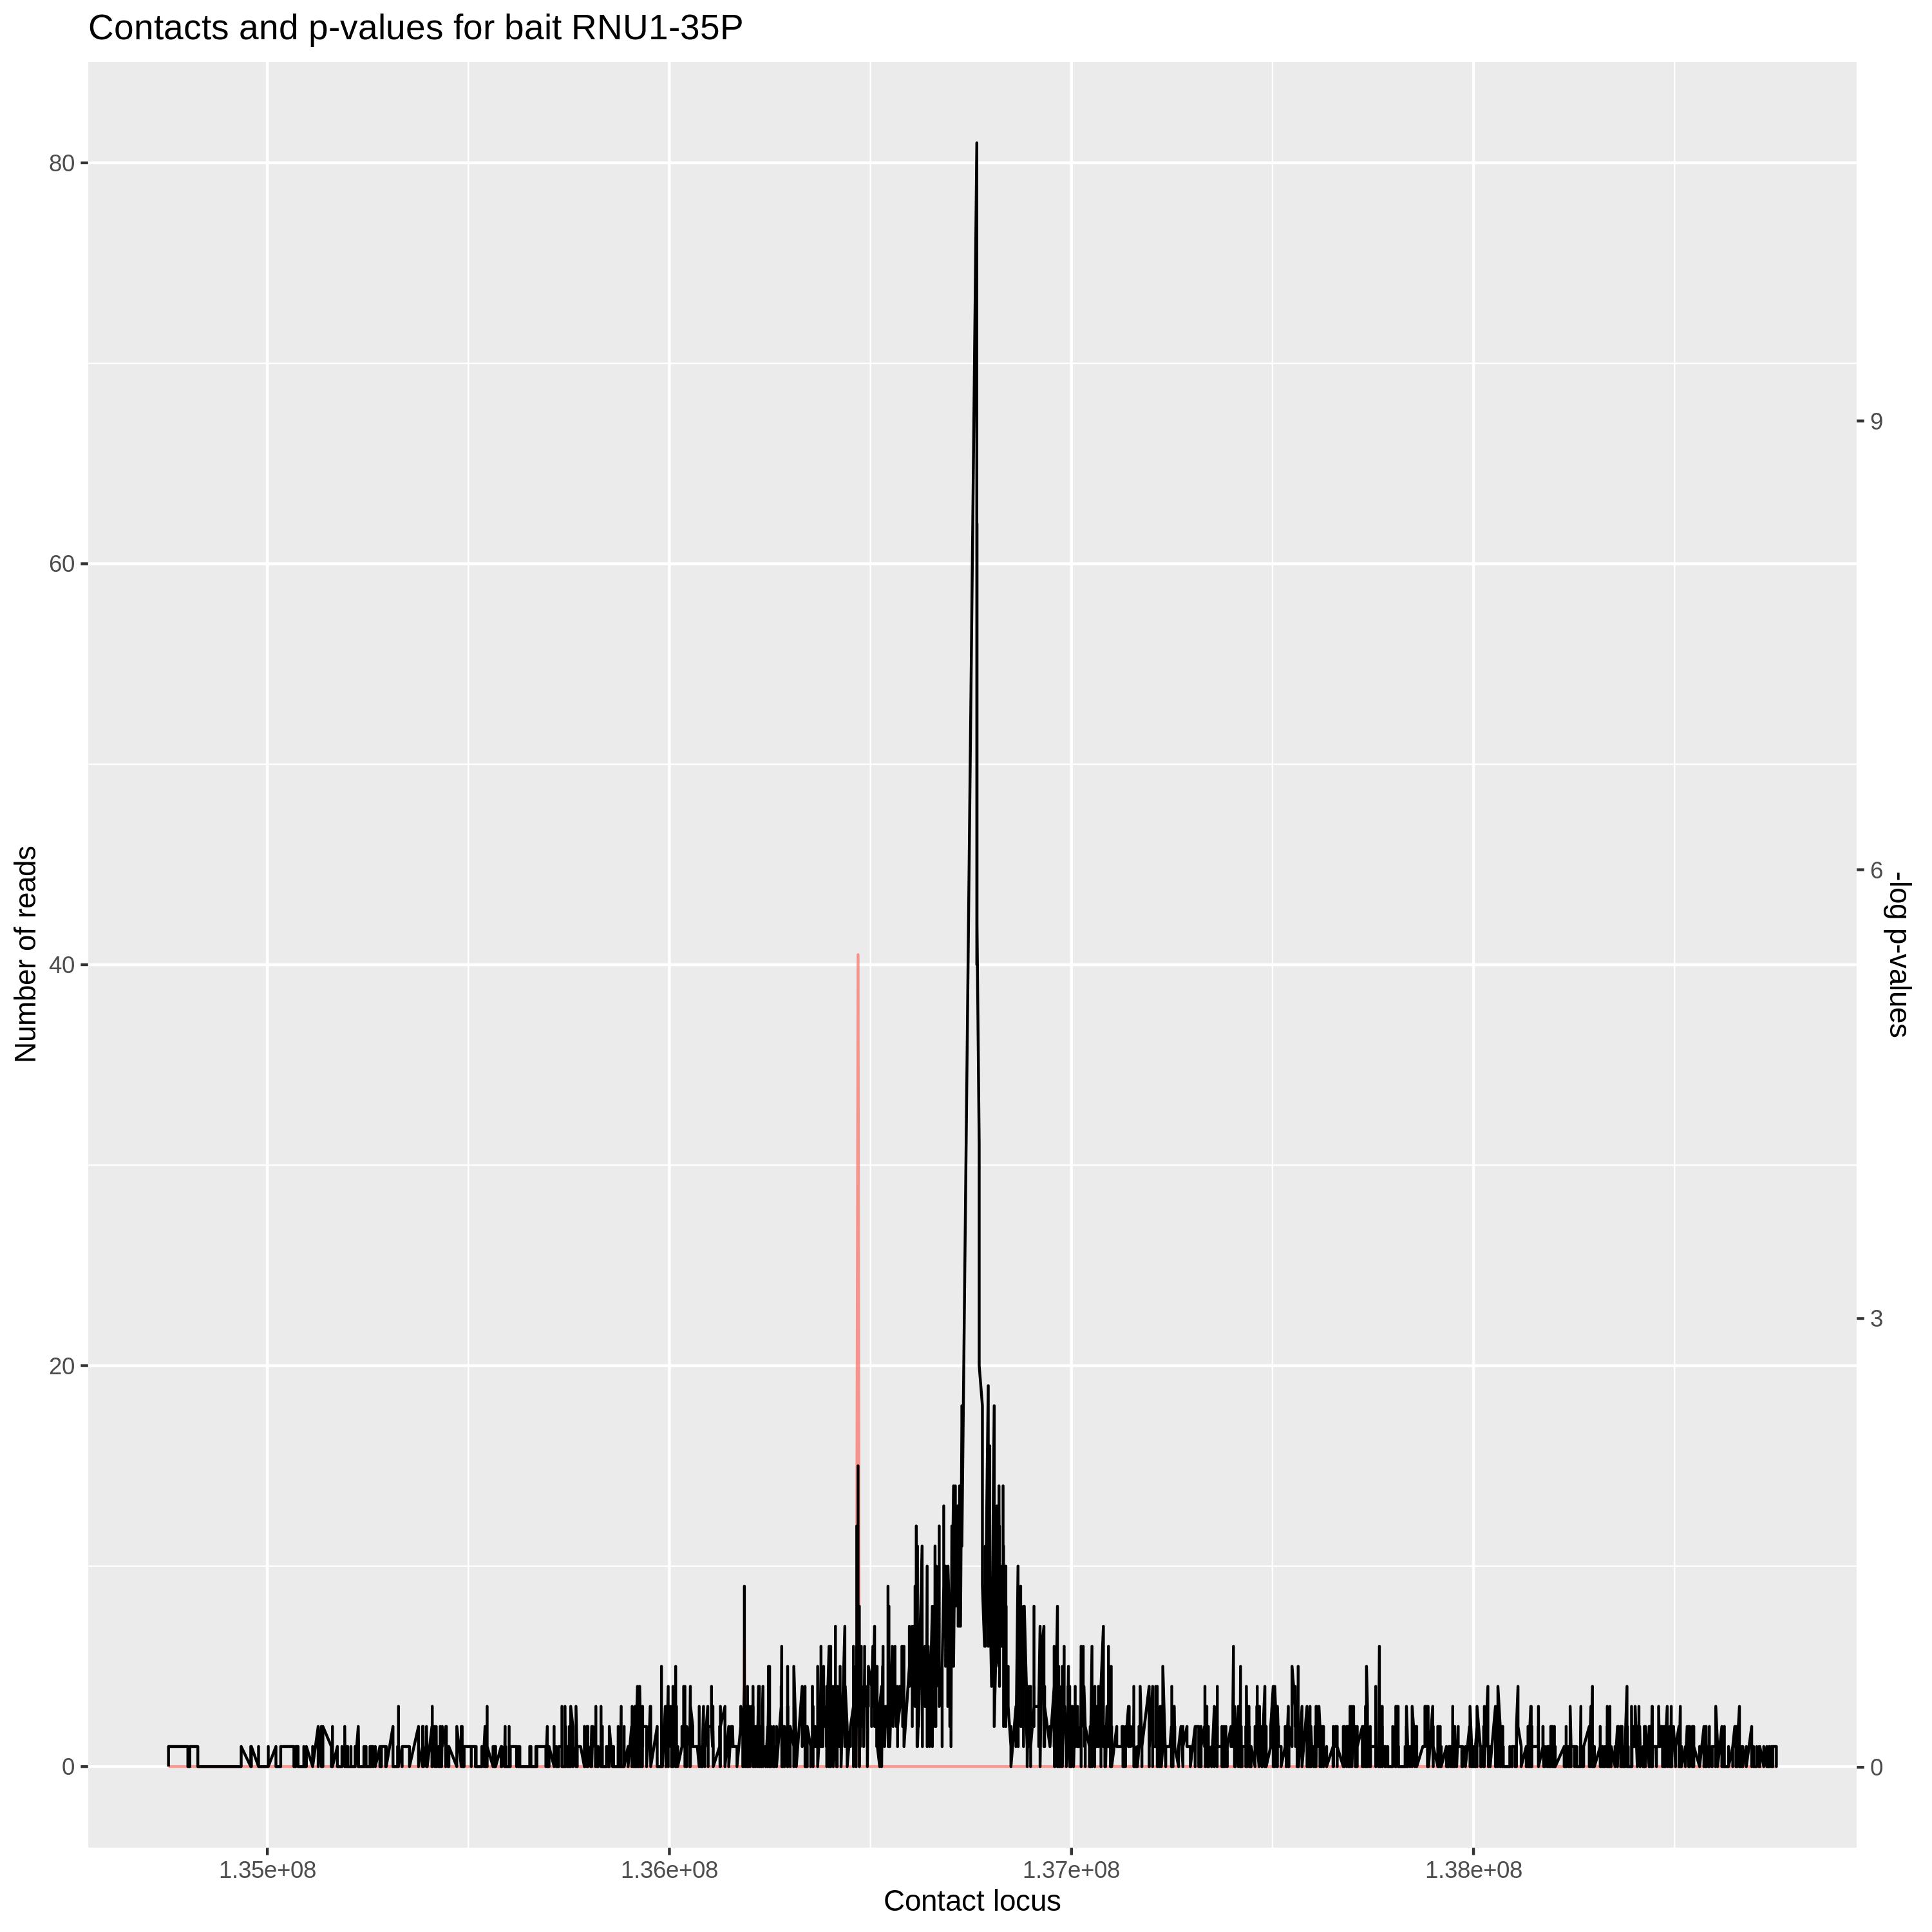 Contacts and p-values for bait RNU1-35P
80
60
40
20
0
9
6
3
0
Number of reads
-log p-values
1.35e+08
1.36e+08
1.37e+08
1.38e+08
Contact locus